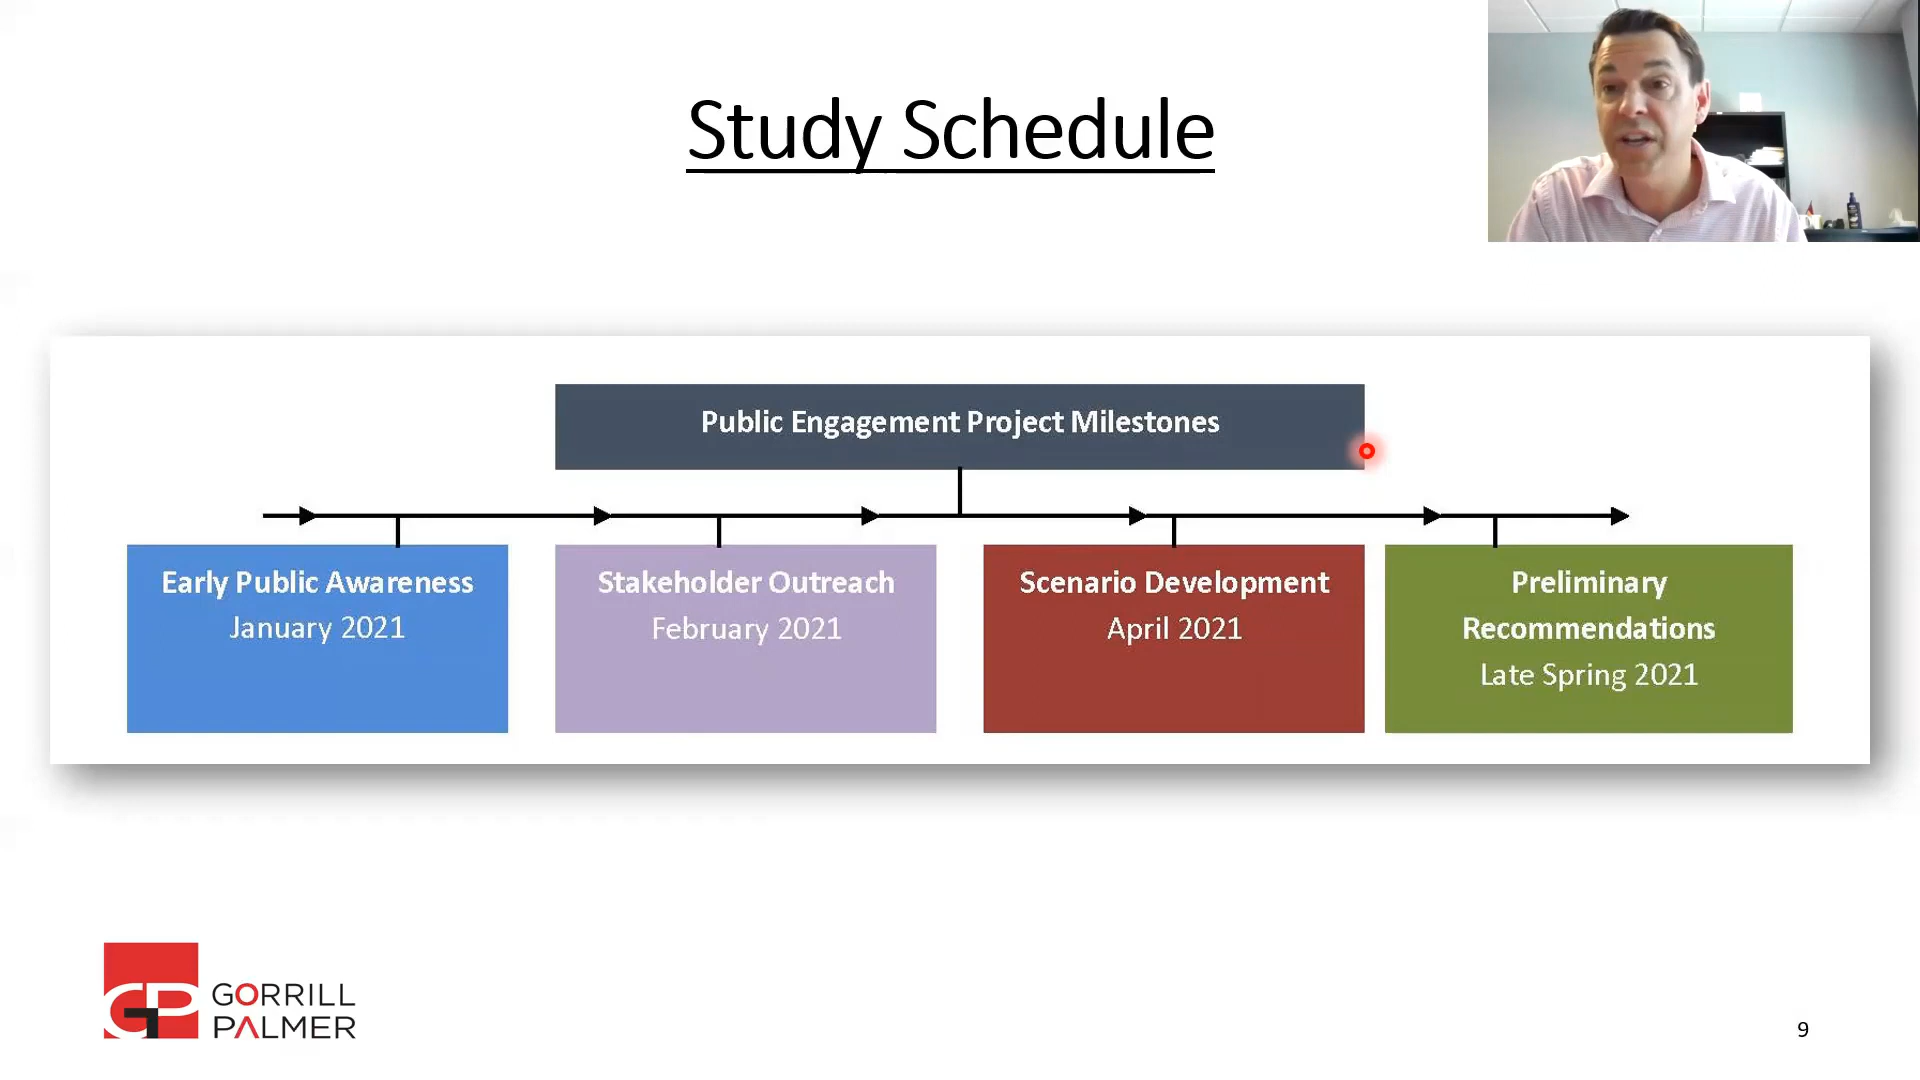 Study Schedule
Public Engagement Project Milestones
Early Public Awareness
January 2021
Stakeholder Outreach
February 2021
Scenario Development
April 2021
Preliminary
Recommendations
Late Spring 2021
GP
GORRILL
PALMER
9